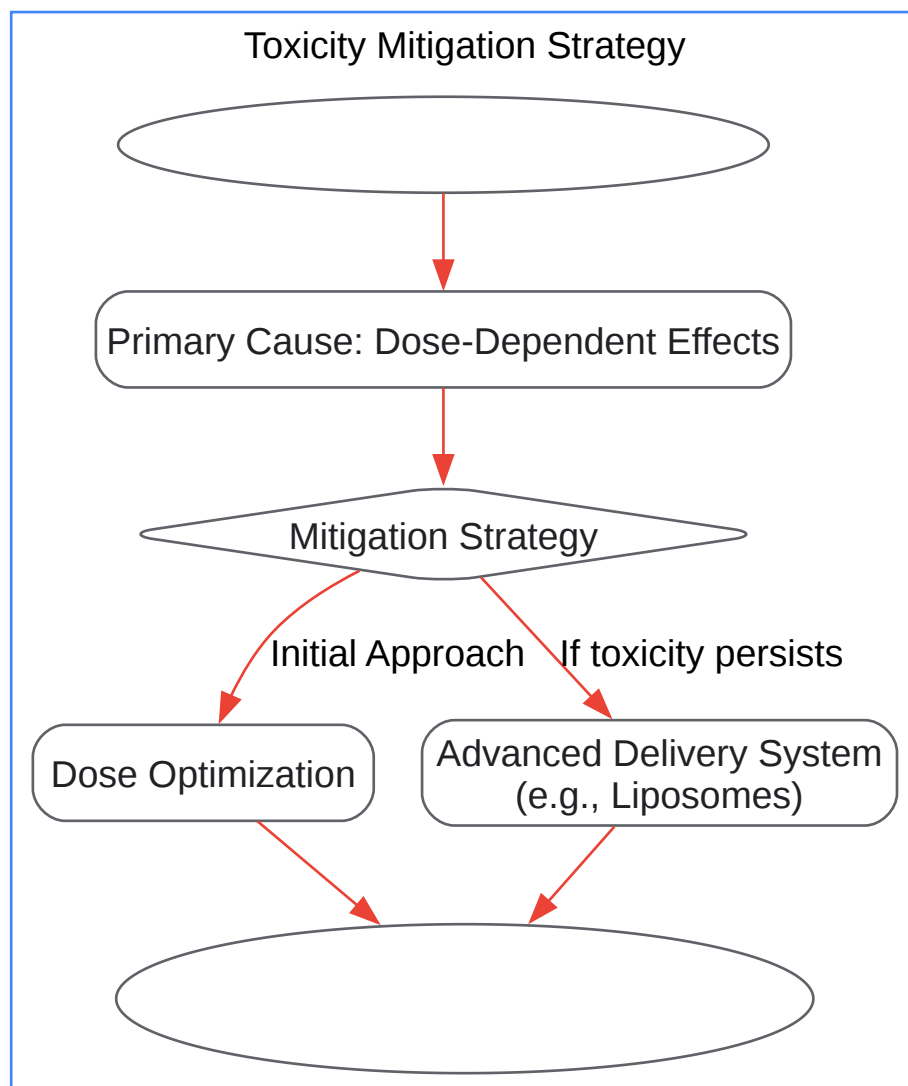 Toxicity Mitigation Strategy
Primary Cause: Dose-Dependent Effects
Mitigation Strategy
Initial Approach
If toxicity persists
Dose Optimization
Advanced Delivery System
(e.g., Liposomes)